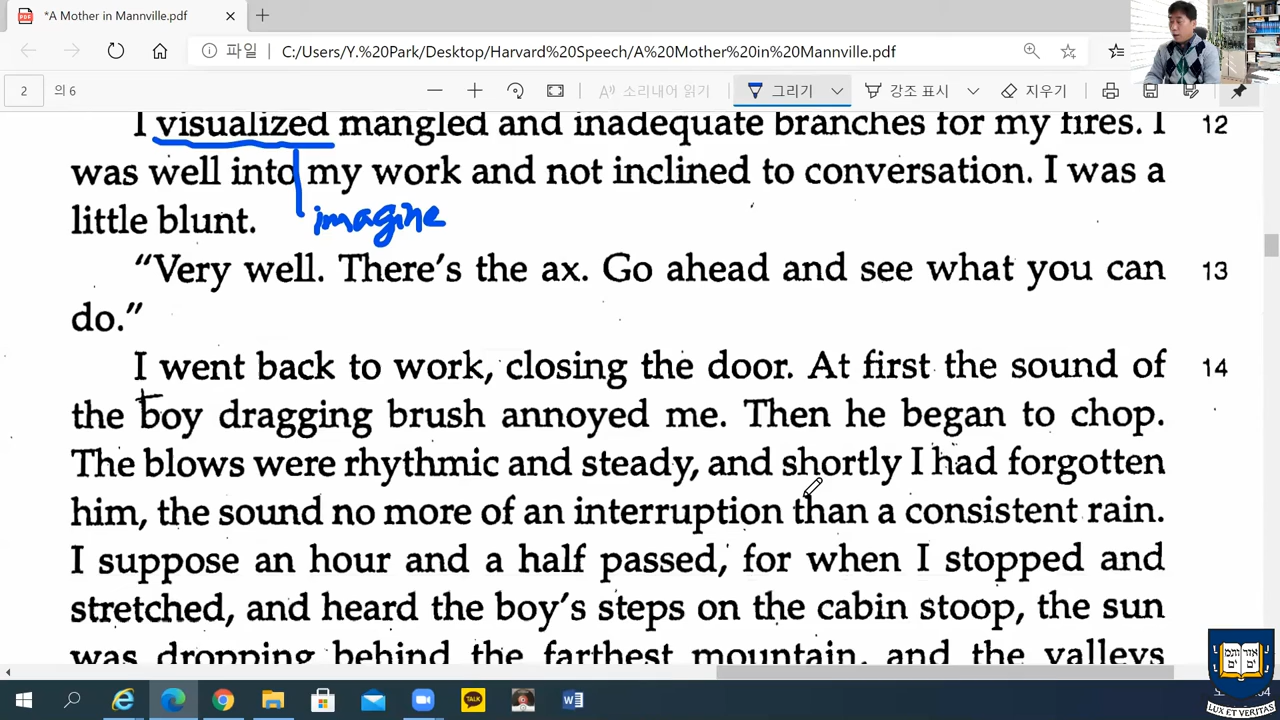 *A Mother in Mannville.pdf
파일
C:/Users/Y.%20Park/Desktop/Harvard%20Speech/A%20Mother%20in%20Mannville.pdf
2 의 6
소리내어 읽기
그리기
강조 표시
지우기
I visualized mangled and inadequate branches for my fires. I 12
was well into my work and not inclined to conversation. I was a
little blunt.
imagine
“Very well. There’s the ax. Go ahead and see what you can 13
do.”
I went back to work, closing the door. At first the sound of 14
the boy dragging brush annoyed me. Then he began to chop.
The blows were rhythmic and steady, and shortly I had forgotten
him, the sound no more of an interruption than a consistent rain.
I suppose an hour and a half passed, for when I stopped and
stretched, and heard the boy’s steps on the cabin stoop, the sun
was dropping behind the farthest mountain, and the valleys
TALK
LUX ET VERITAS